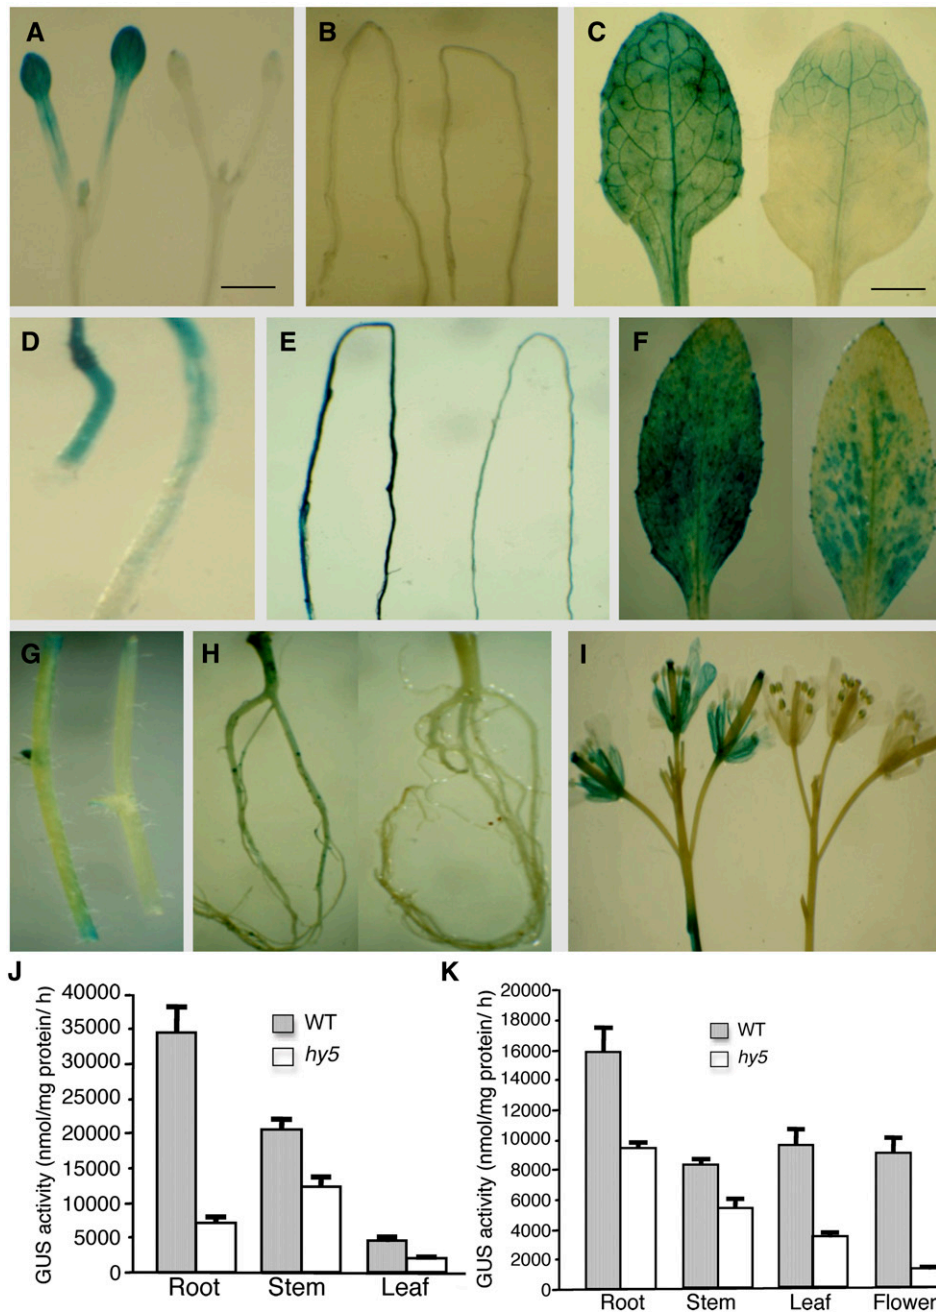 A
B
C
D
E
F
G
H
I
J
GUS activity (nmol/mg protein/ h)
40000
35000
30000
25000
20000
15000
10000
5000
0
WT
hy5
Root Stem Leaf
K
GUS activity (nmol/mg protein/ h)
20000
18000
16000
14000
12000
10000
8000
6000
4000
2000
0
WT
hy5
Root Stem Leaf Flower